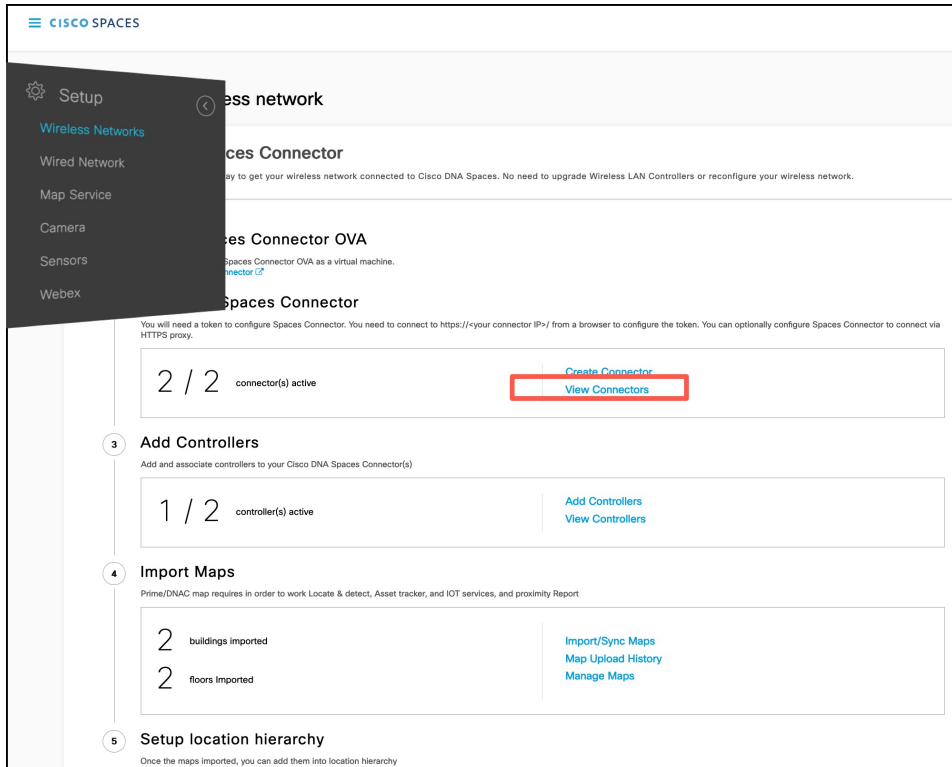 CISCO SPACES
Setup
Wireless Networks
Wired Network
Map Service
Camera
Sensors
Webex
ess network
ces Connector
ay to get your wireless network connected to Cisco DNA Spaces. No need to upgrade Wireless LAN Controllers or reconfigure your wireless network.
es Connector OVA
Spaces Connector OVA as a virtual machine.
nnector
Spaces Connector
You will need a token to configure Spaces Connector. You need to connect to https://<your connector IP>/ from a browser to configure the token. You can optionally configure Spaces Connector to connect via
HTTPS proxy.
2 / 2 connector(s) active
Create Connector
View Connectors
3 Add Controllers
Add and associate controllers to your Cisco DNA Spaces Connector(s)
1 / 2 controller(s) active
Add Controllers
View Controllers
4 Import Maps
Prime/DNAC map requires in order to work Locate & detect, Asset tracker, and IOT services, and proximity Report
2 buildings imported
2 floors Imported
Import/Sync Maps
Map Upload History
Manage Maps
5 Setup location hierarchy
Once the maps imported, you can add them into location hierarchy